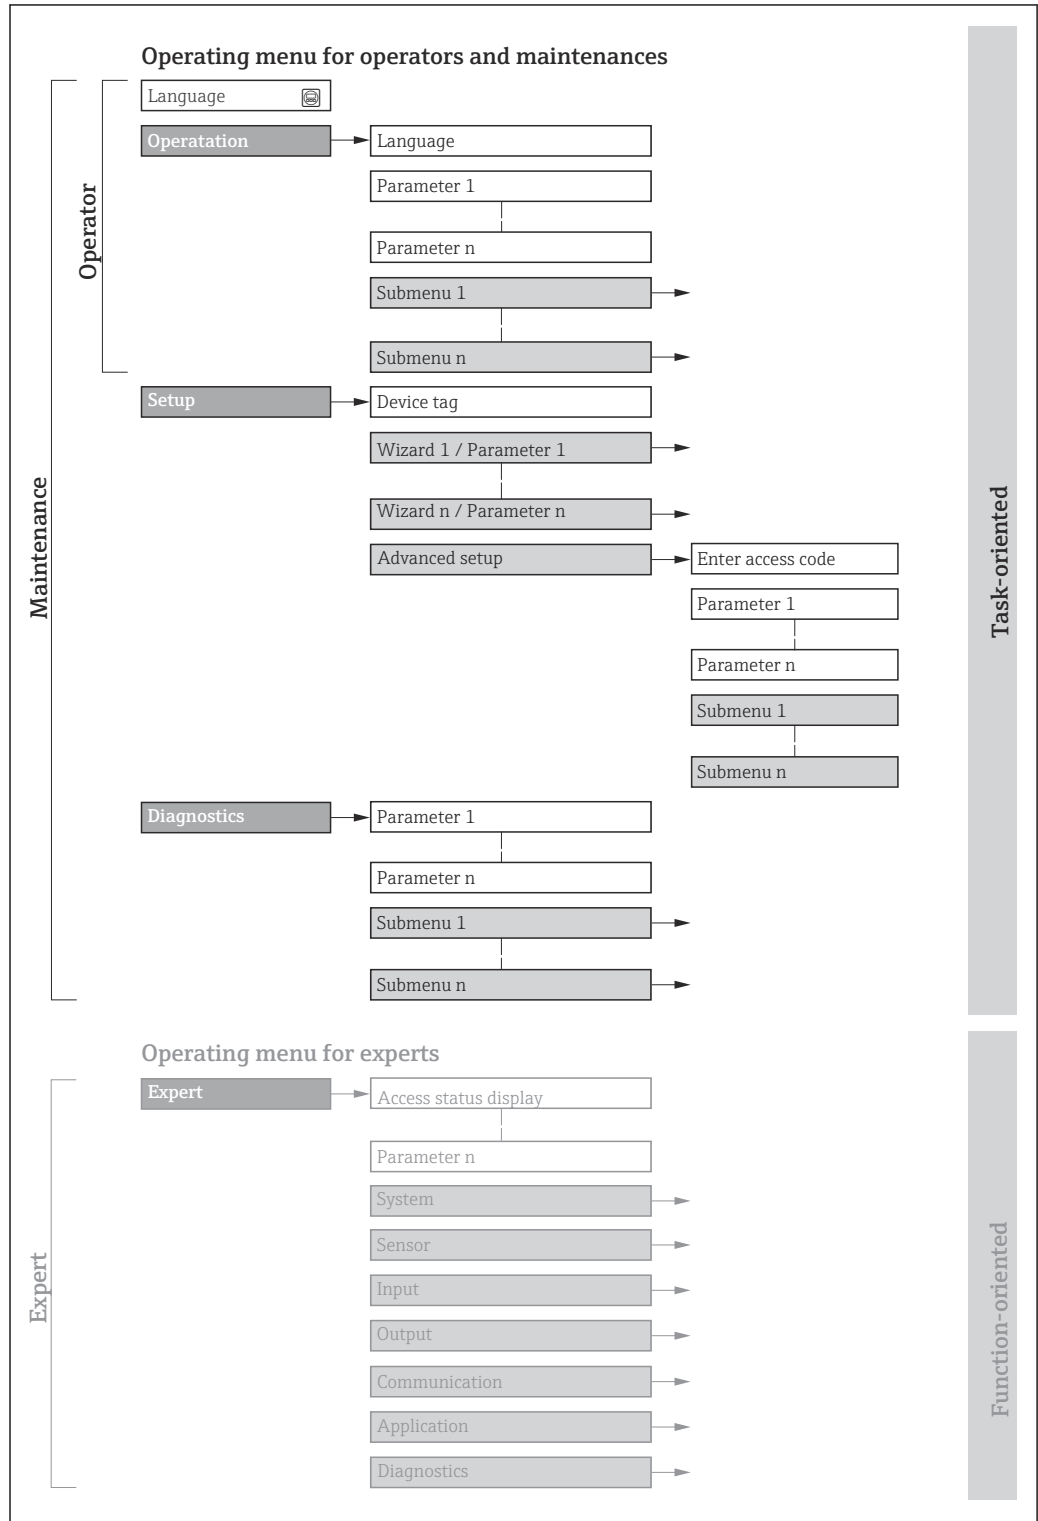 Operating menu for operators and maintenances
Language
Operatation
Language
Parameter 1
Parameter n
Submenu 1
Submenu n
Operator
Setup
Device tag
Wizard 1 / Parameter 1
Wizard n / Parameter n
Advanced setup
Enter access code
Parameter 1
Parameter n
Submenu 1
Submenu n
Maintenance
Task-oriented
Diagnostics
Parameter 1
Parameter n
Submenu 1
Submenu n
Operating menu for experts
Expert
Access status display
Parameter n
System
Sensor
Input
Output
Communication
Application
Diagnostics
Expert
Function-oriented